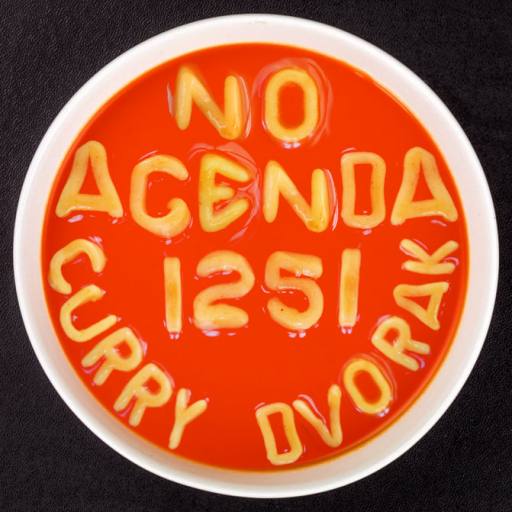 NO
AGENDA
1251
CURRY DVORAK